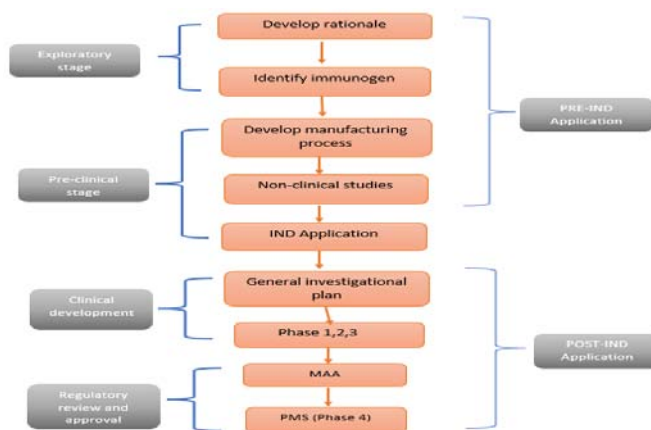 Develop rationale
Exploratory
stage
Identify immunogen
PRE-IND
Application
Develop manufacturing
process
Pre-clinical
stage
Non-clinical studies
IND Application
General investigational
plan
Clinical
development
Phase 1,2,3
POST-IND
Application
MAA
Regulatory
review and
approval
PMS (Phase 4)